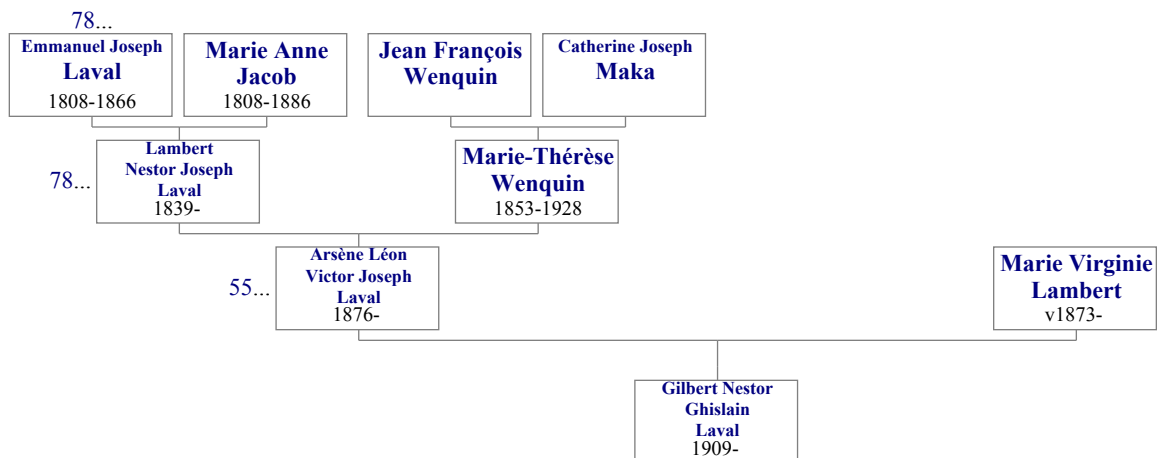 78...
Emmanuel Joseph
Laval
1808-1866
Marie Anne
Jacob
1808-1886
Jean François
Wenquin
Catherine Joseph
Maka
78...
Lambert
Nestor Joseph
Laval
1839-
Marie-Thérèse
Wenquin
1853-1928
55...
Arsène Léon
Victor Joseph
Laval
1876-
Marie Virginie
Lambert
v1873-
Gilbert Nestor
Ghislain
Laval
1909-